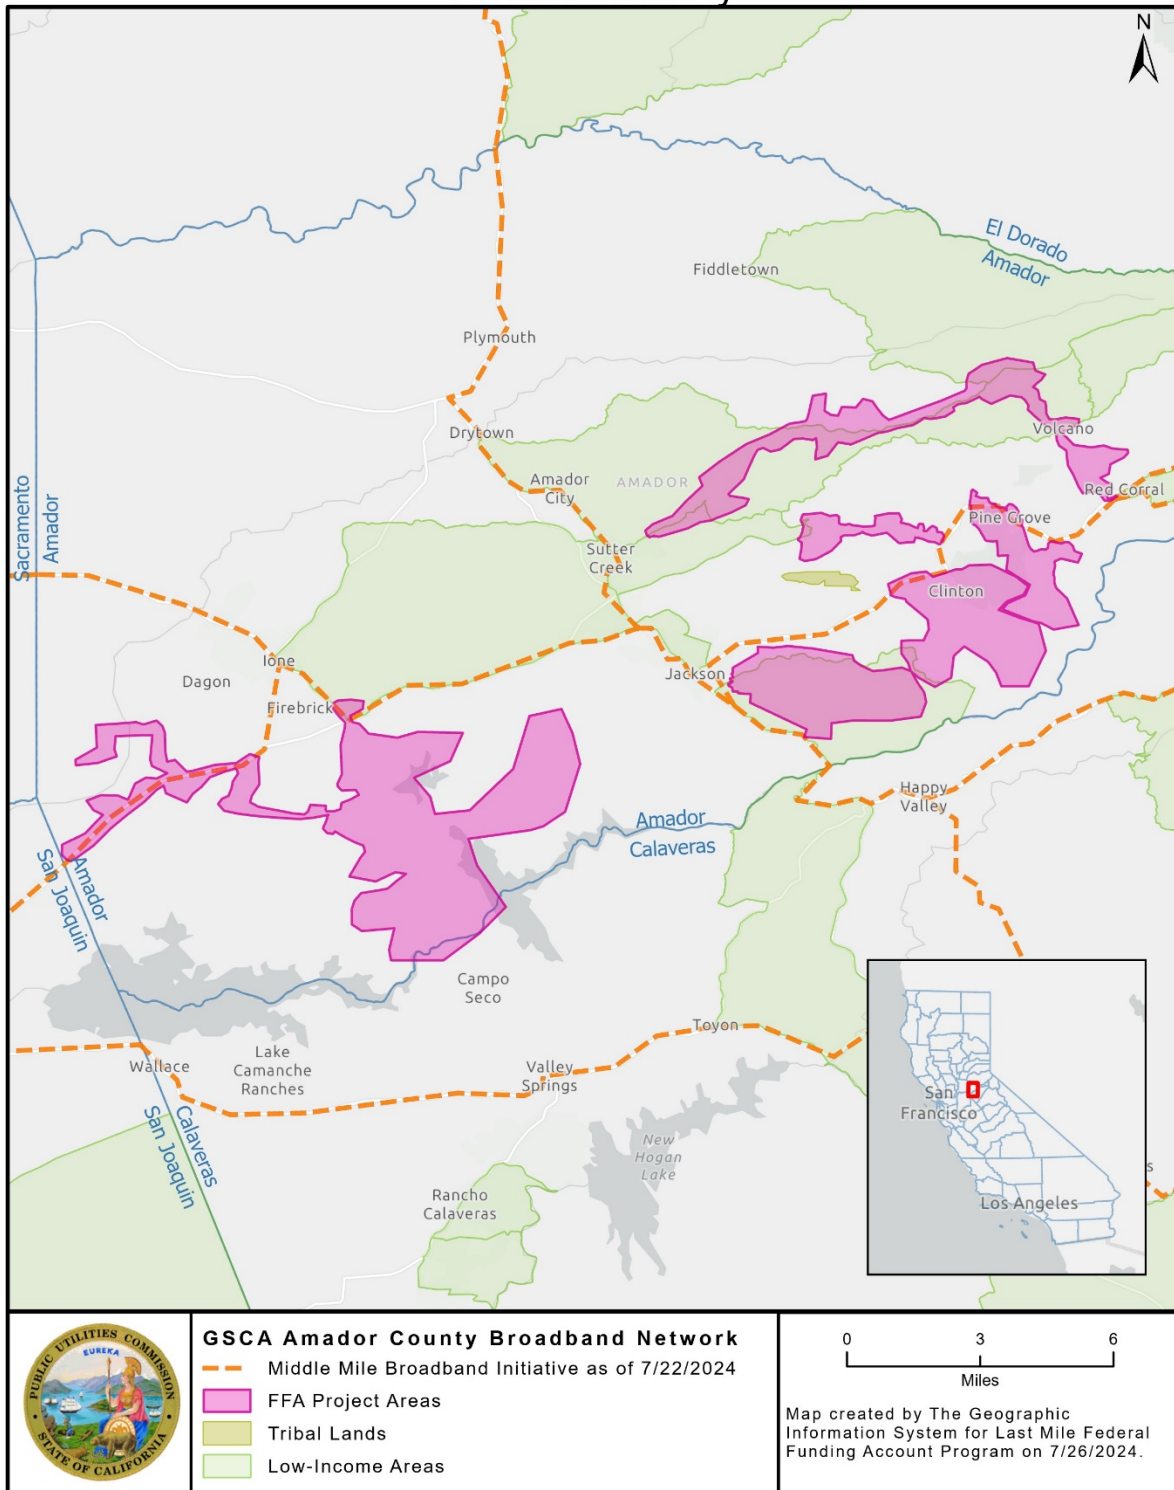 N
El Dorado
Amador
Fiddletown
Plymouth
Drytown
Volcano
Amador
City
AMADOR
Red Corral
Pine Grove
Sacramento
Amador
Sutter
Creek
Clinton
Ione
Jackson
Dagon
Firebrick
Happy
Valley
Amador
Calaveras
Amador
San Joaquin
Campo
Seco
Toyon
Wallace
Lake
Camanche
Ranches
Valley
Springs
Calaveras
San Joaquin
New
Hogan
Lake
Rancho
Calaveras
San
Francisco
Los Angeles
s
PUBLIC UTILITIES COMMISSION
EUREKA
STATE OF CALIFORNIA
GSCA Amador County Broadband Network
Middle Mile Broadband Initiative as of 7/22/2024
FFA Project Areas
Tribal Lands
Low-Income Areas
0 3 6
Miles
Map created by The Geographic
Information System for Last Mile Federal
Funding Account Program on 7/26/2024.